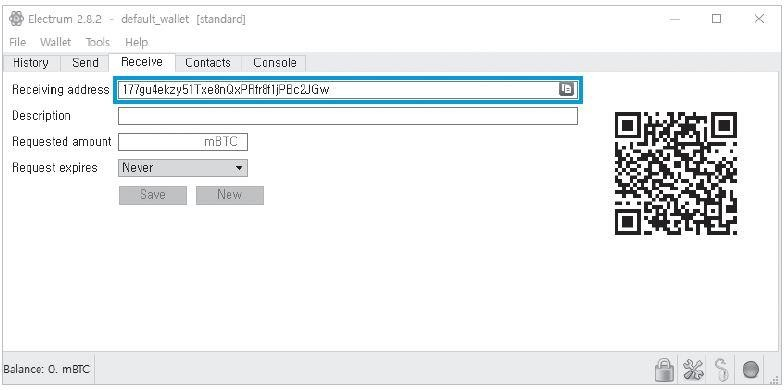 Electrum 2.8.2 - default_wallet [standard]
File Wallet Tools Help
History Send Receive Contacts Console
Receiving address 177gu4ekzy51Txe8nQxPRfr8f1jPBc2JGw
Description
Requested amount mBTC
Request expires Never
Save New
Balance: 0. mBTC